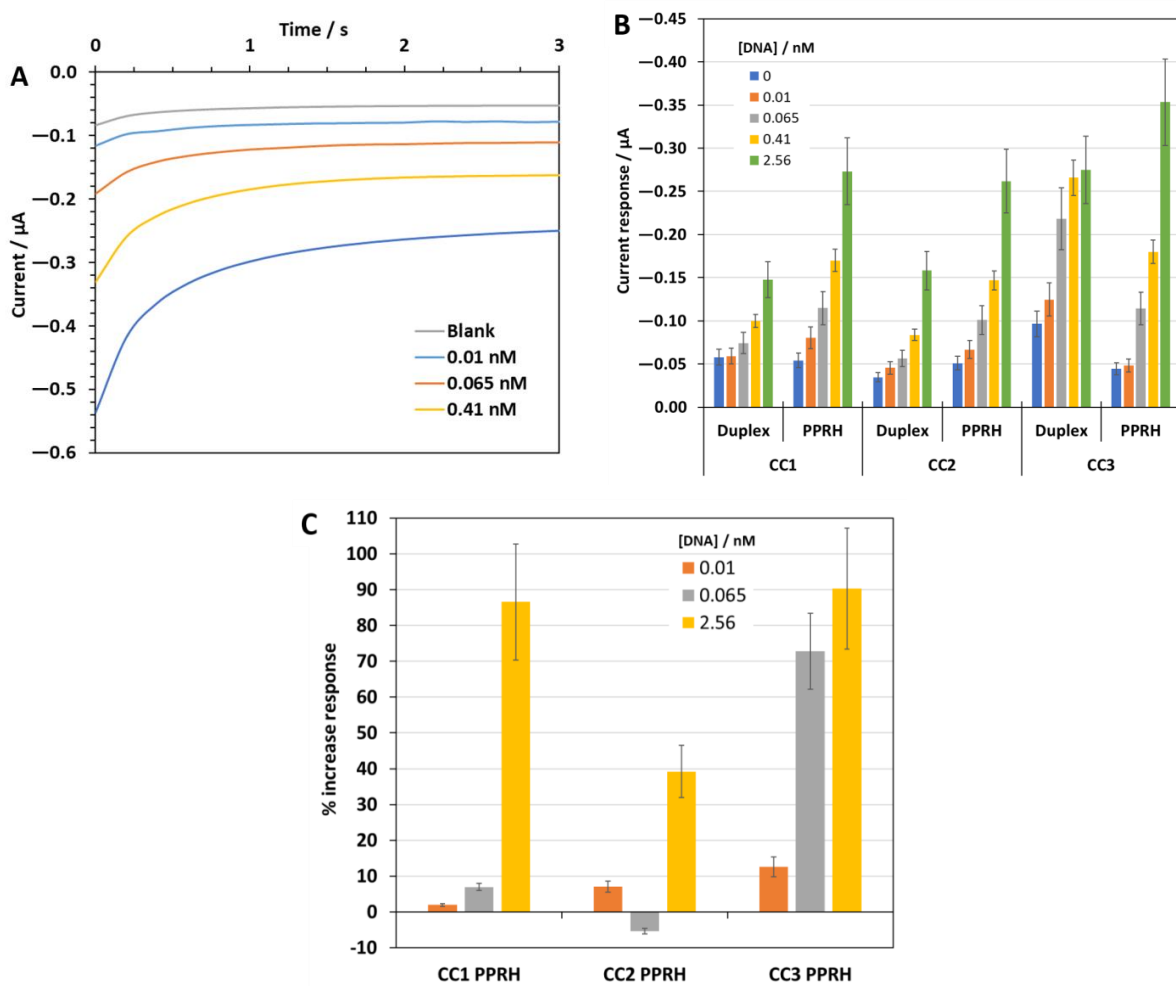 A
Time / s
0 1 2 3
Current / µA
0.0
—0.1
—0.2
—0.3
—0.4
—0.5
—0.6
Blank
0.01 nM
0.065 nM
0.41 nM
B
Current response / µA
—0.45
—0.40
—0.35
—0.30
—0.25
—0.20
—0.15
—0.10
—0.05
0.00
[DNA] / nM
0
0.01
0.065
0.41
2.56
Duplex PPRH Duplex PPRH Duplex PPRH
CC1 CC2 CC3
C
% increase response
110
100
90
80
70
60
50
40
30
20
10
0
-10
[DNA] / nM
0.01
0.065
2.56
CC1 PPRH CC2 PPRH CC3 PPRH